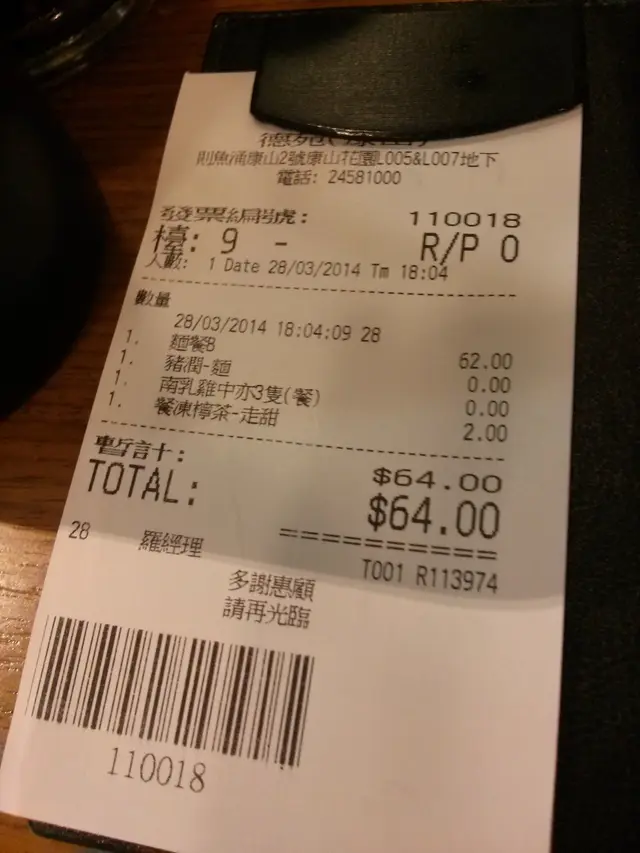 德苑(康山)
則魚涌康山2號康山花園L005&L007地下
電話: 24581000
發票編號: 110018
檯: 9 - R/P 0
人數: 1 Date 28/03/2014 Tm 18:04
數量
28/03/2014 18:04:09 28
1. 麵餐B 62.00
1. 豬潤-麵 0.00
1. 南乳雞中亦3隻(餐) 0.00
1. 餐凍檸茶-走甜 2.00
暫計: $64.00
TOTAL: $64.00
==========
28 羅經理 T001 R113974
多謝惠顧
請再光臨
110018